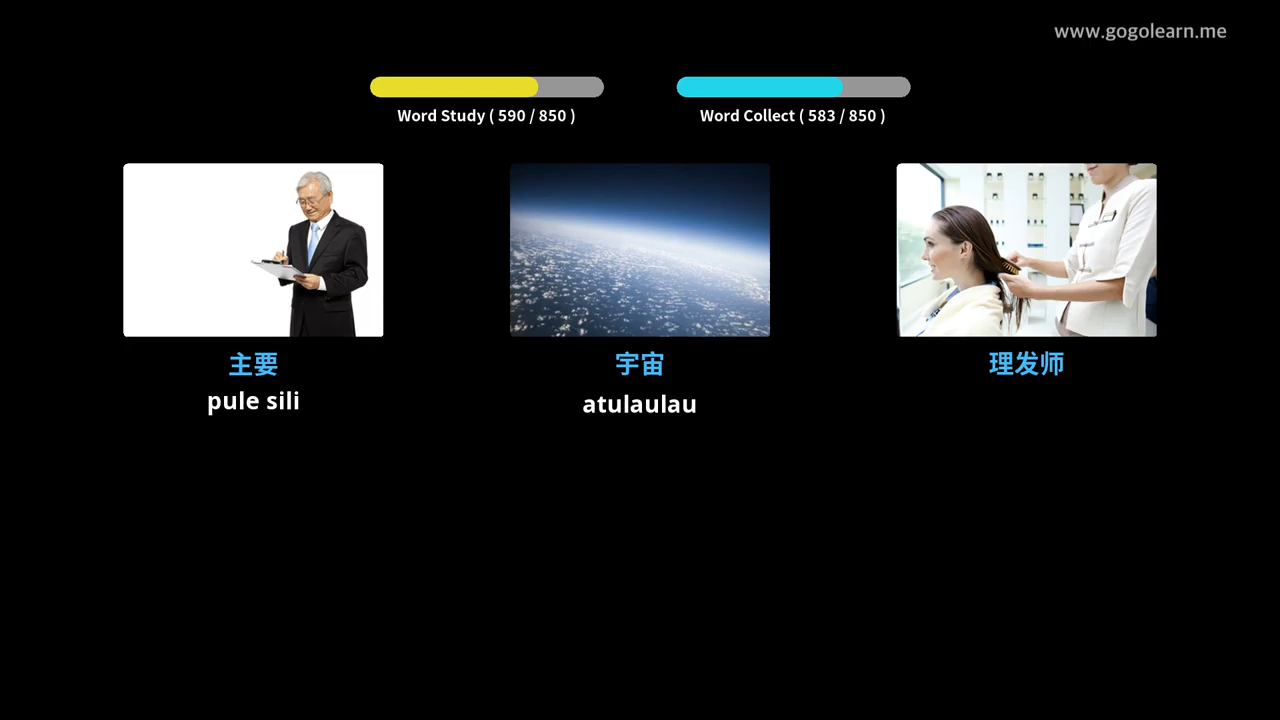 www.gogolearn.me
Word Study ( 590 / 850 )
Word Collect ( 583 / 850 )
主要
pule sili
宇宙
atulaulau
理发师